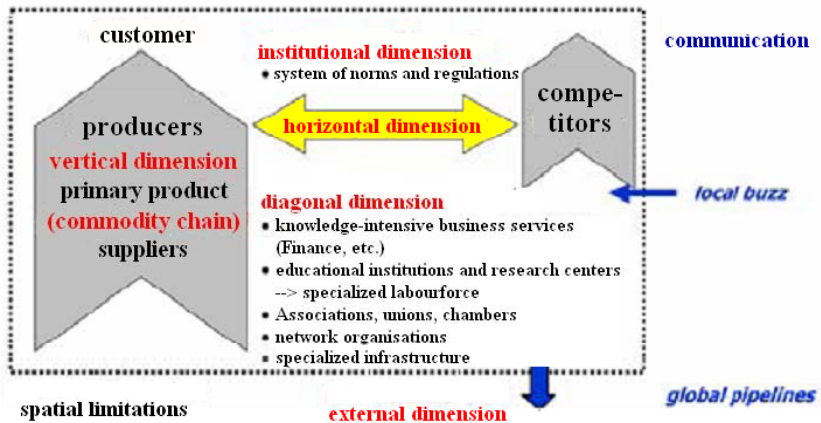 customer
producers
vertical dimension
primary product
(commodity chain)
suppliers
institutional dimension
• system of norms and regulations
horizontal dimension
compe-
titors
diagonal dimension
• knowledge-intensive business services
(Finance, etc.)
• educational institutions and research centers
--> specialized labourforce
• Associations, unions, chambers
• network organisations
• specialized infrastructure
communication
local buzz
global pipelines
spatial limitations
external dimension